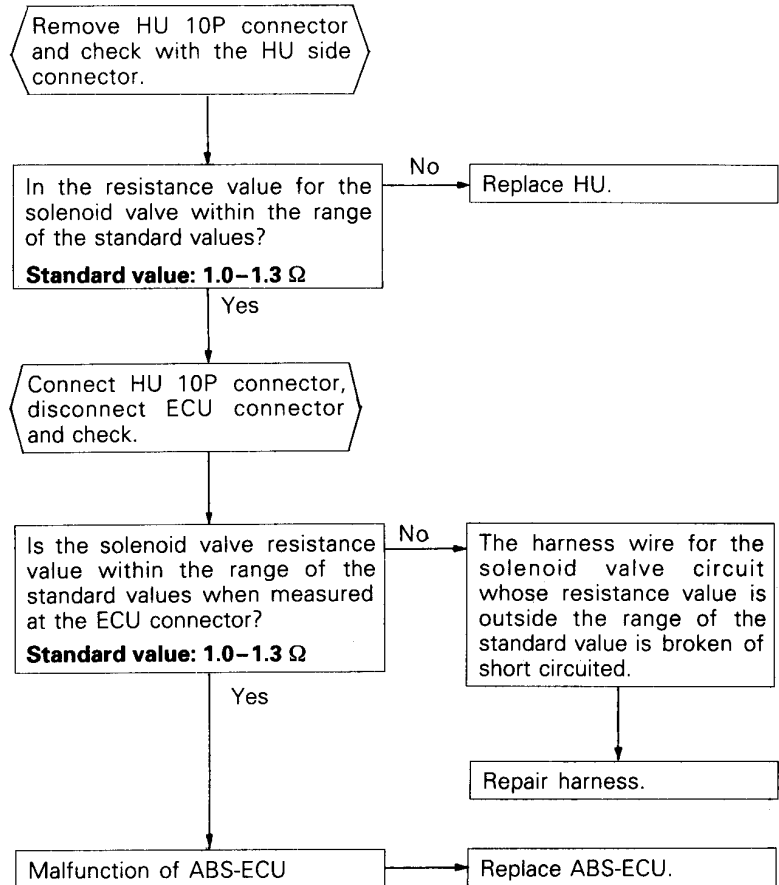 Remove HU 10P connector
and check with the HU side
connector.
In the resistance value for the
solenoid valve within the range
of the standard values?
Standard value: 1.0–1.3 Ω
No
Replace HU.
Yes
Connect HU 10P connector,
disconnect ECU connector
and check.
Is the solenoid valve resistance
value within the range of the
standard values when measured
at the ECU connector?
Standard value: 1.0–1.3 Ω
No
The harness wire for the
solenoid valve circuit
whose resistance value is
outside the range of the
standard value is broken of
short circuited.
Yes
Repair harness.
Malfunction of ABS-ECU
Replace ABS-ECU.